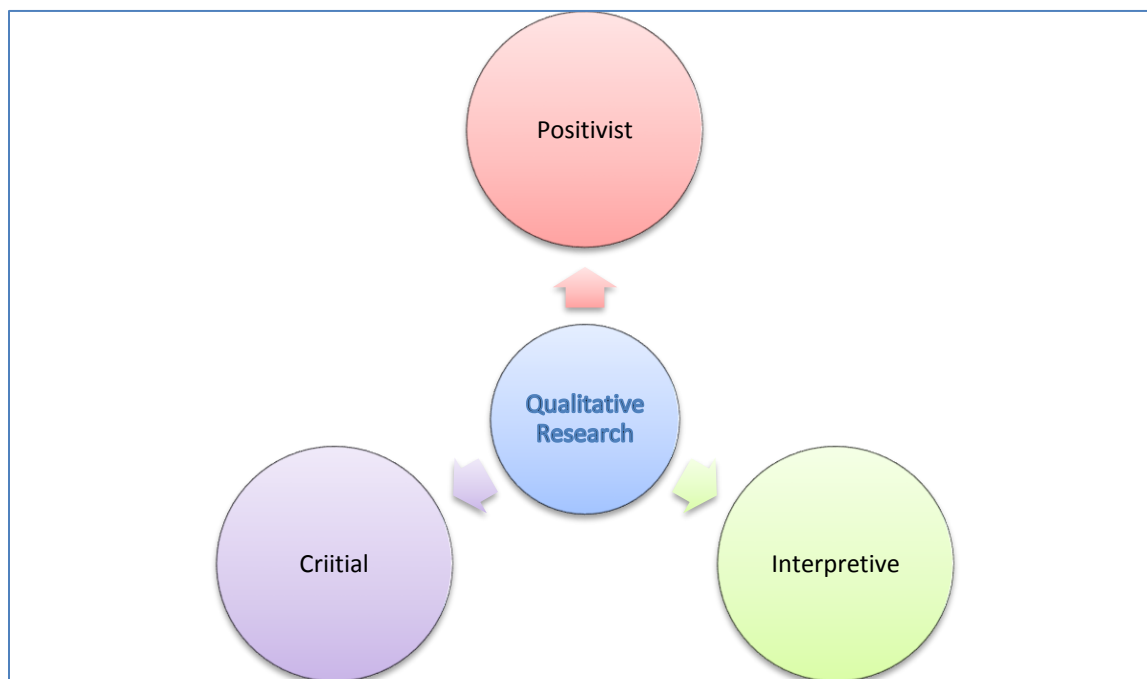 Positivist
Qualitative
Research
Criitial
Interpretive